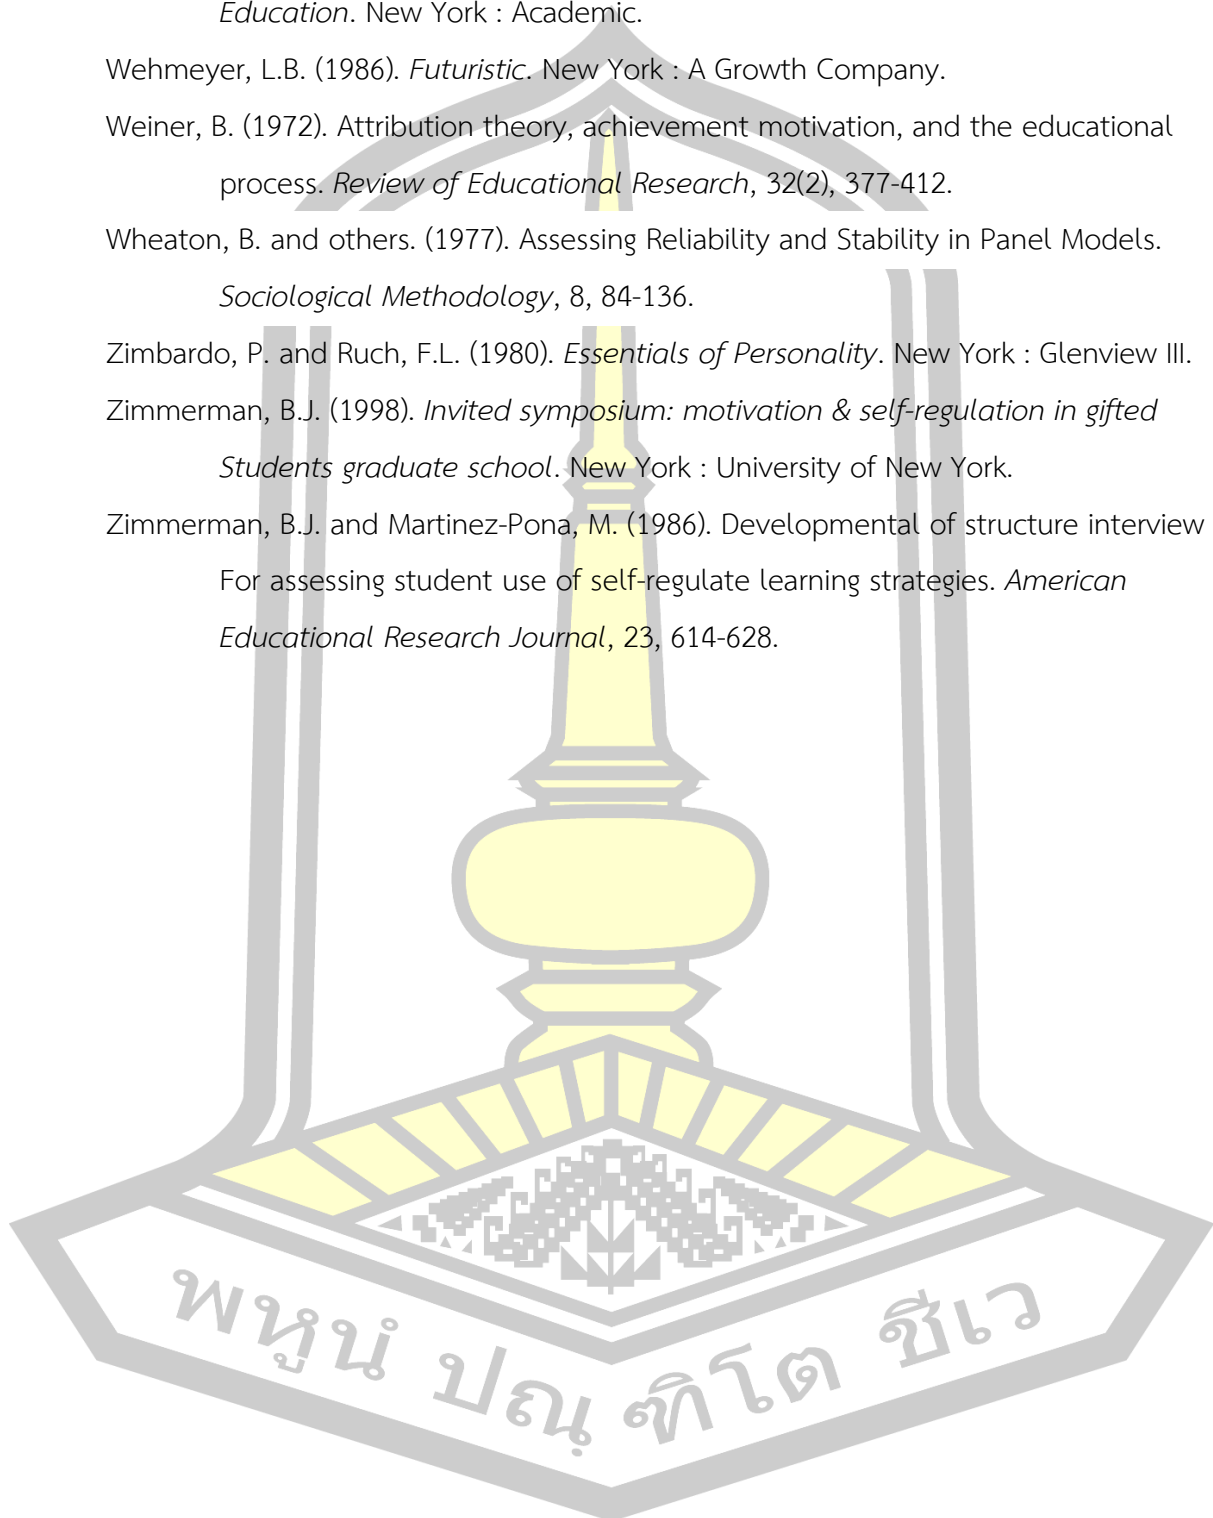 Education. New York : Academic.
Wehmeyer, L.B. (1986). Futuristic. New York : A Growth Company.
Weiner, B. (1972). Attribution theory, achievement motivation, and the educational
process. Review of Educational Research, 32(2), 377-412.
Wheaton, B. and others. (1977). Assessing Reliability and Stability in Panel Models.
Sociological Methodology, 8, 84-136.
Zimbardo, P. and Ruch, F.L. (1980). Essentials of Personality. New York : Glenview III.
Zimmerman, B.J. (1998). Invited symposium: motivation & self-regulation in gifted
Students graduate school. New York : University of New York.
Zimmerman, B.J. and Martinez-Pona, M. (1986). Developmental of structure interview
For assessing student use of self-regulate learning strategies. American
Educational Research Journal, 23, 614-628.
พหูนํ ปณฺ ฑิโต ชีเว